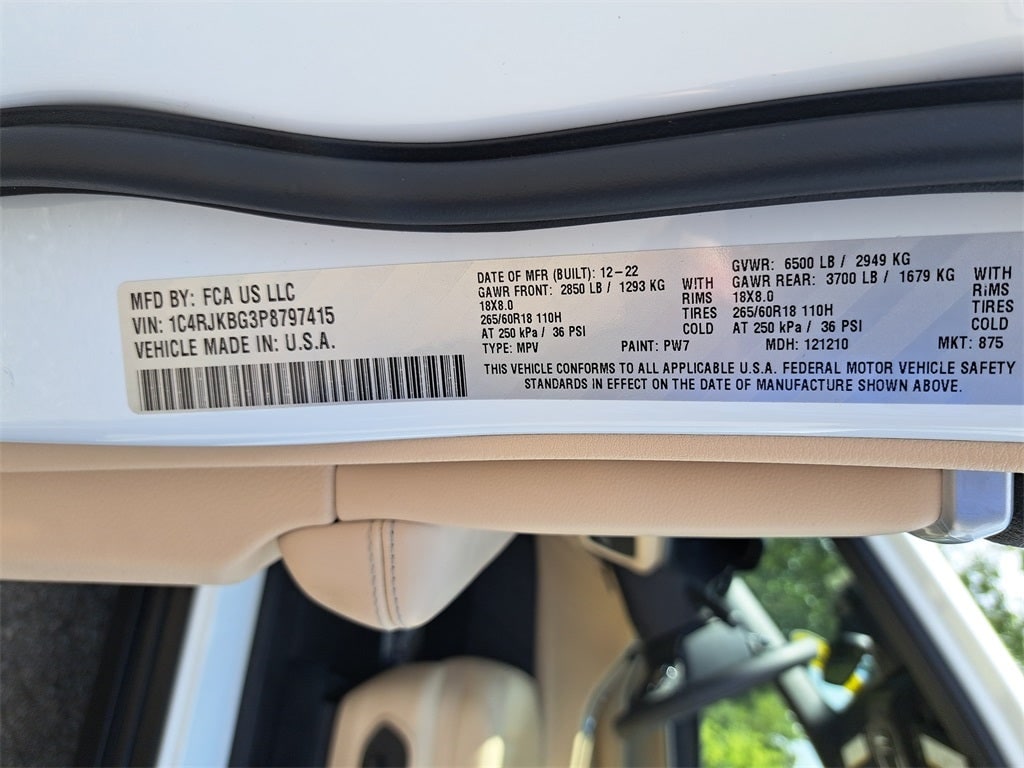 MFD BY: FCA US LLC
VIN: 1C4RJKBG3P8797415
VEHICLE MADE IN: U.S.A.
DATE OF MFR (BUILT): 12-22
GAWR FRONT: 2850 LB / 1293 KG
18X8.0
265/60R18 110H
AT 250 kPa / 36 PSI
WITH
RIMS
TIRES
COLD
GVWR: 6500 LB / 2949 KG
GAWR REAR: 3700 LB / 1679 KG
18X8.0
265/60R18 110H
AT 250 kPa / 36 PSI
WITH
RIMS
TIRES
COLD
TYPE: MPV PAINT: PW7 MDH: 121210 MKT: 875
THIS VEHICLE CONFORMS TO ALL APPLICABLE U.S.A. FEDERAL MOTOR VEHICLE SAFETY
STANDARDS IN EFFECT ON THE DATE OF MANUFACTURE SHOWN ABOVE.